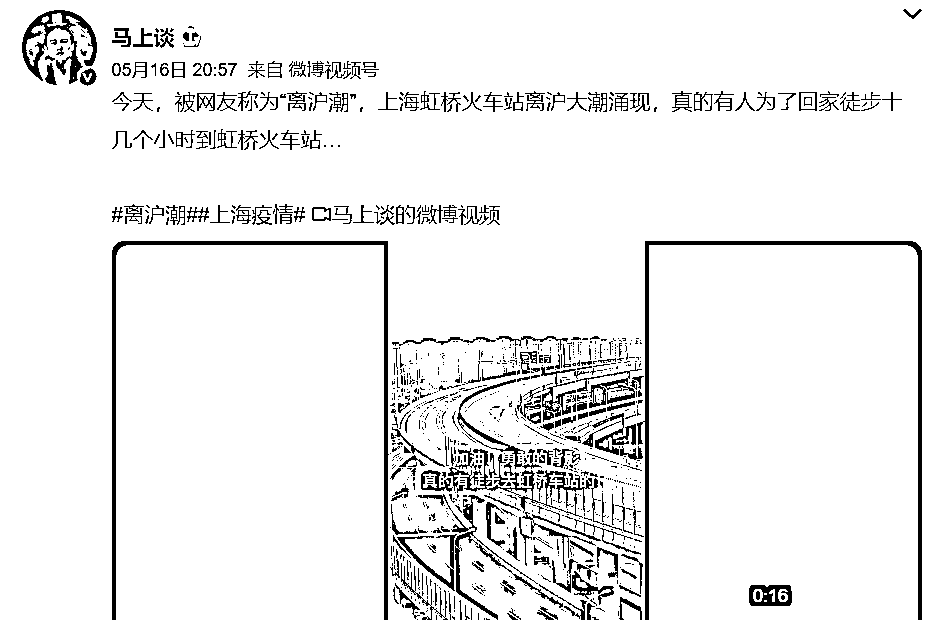 马上谈
05月16日 20:57 来自 微博视频号
今天，被网友称为“离沪潮”，上海虹桥火车站离沪大潮涌现，真的有人为了回家徒步十
几个小时到虹桥火车站...
#离沪潮##上海疫情# 马上谈的微博视频
加油！勇敢的背影
真的有徒步去虹桥车站的
0:16